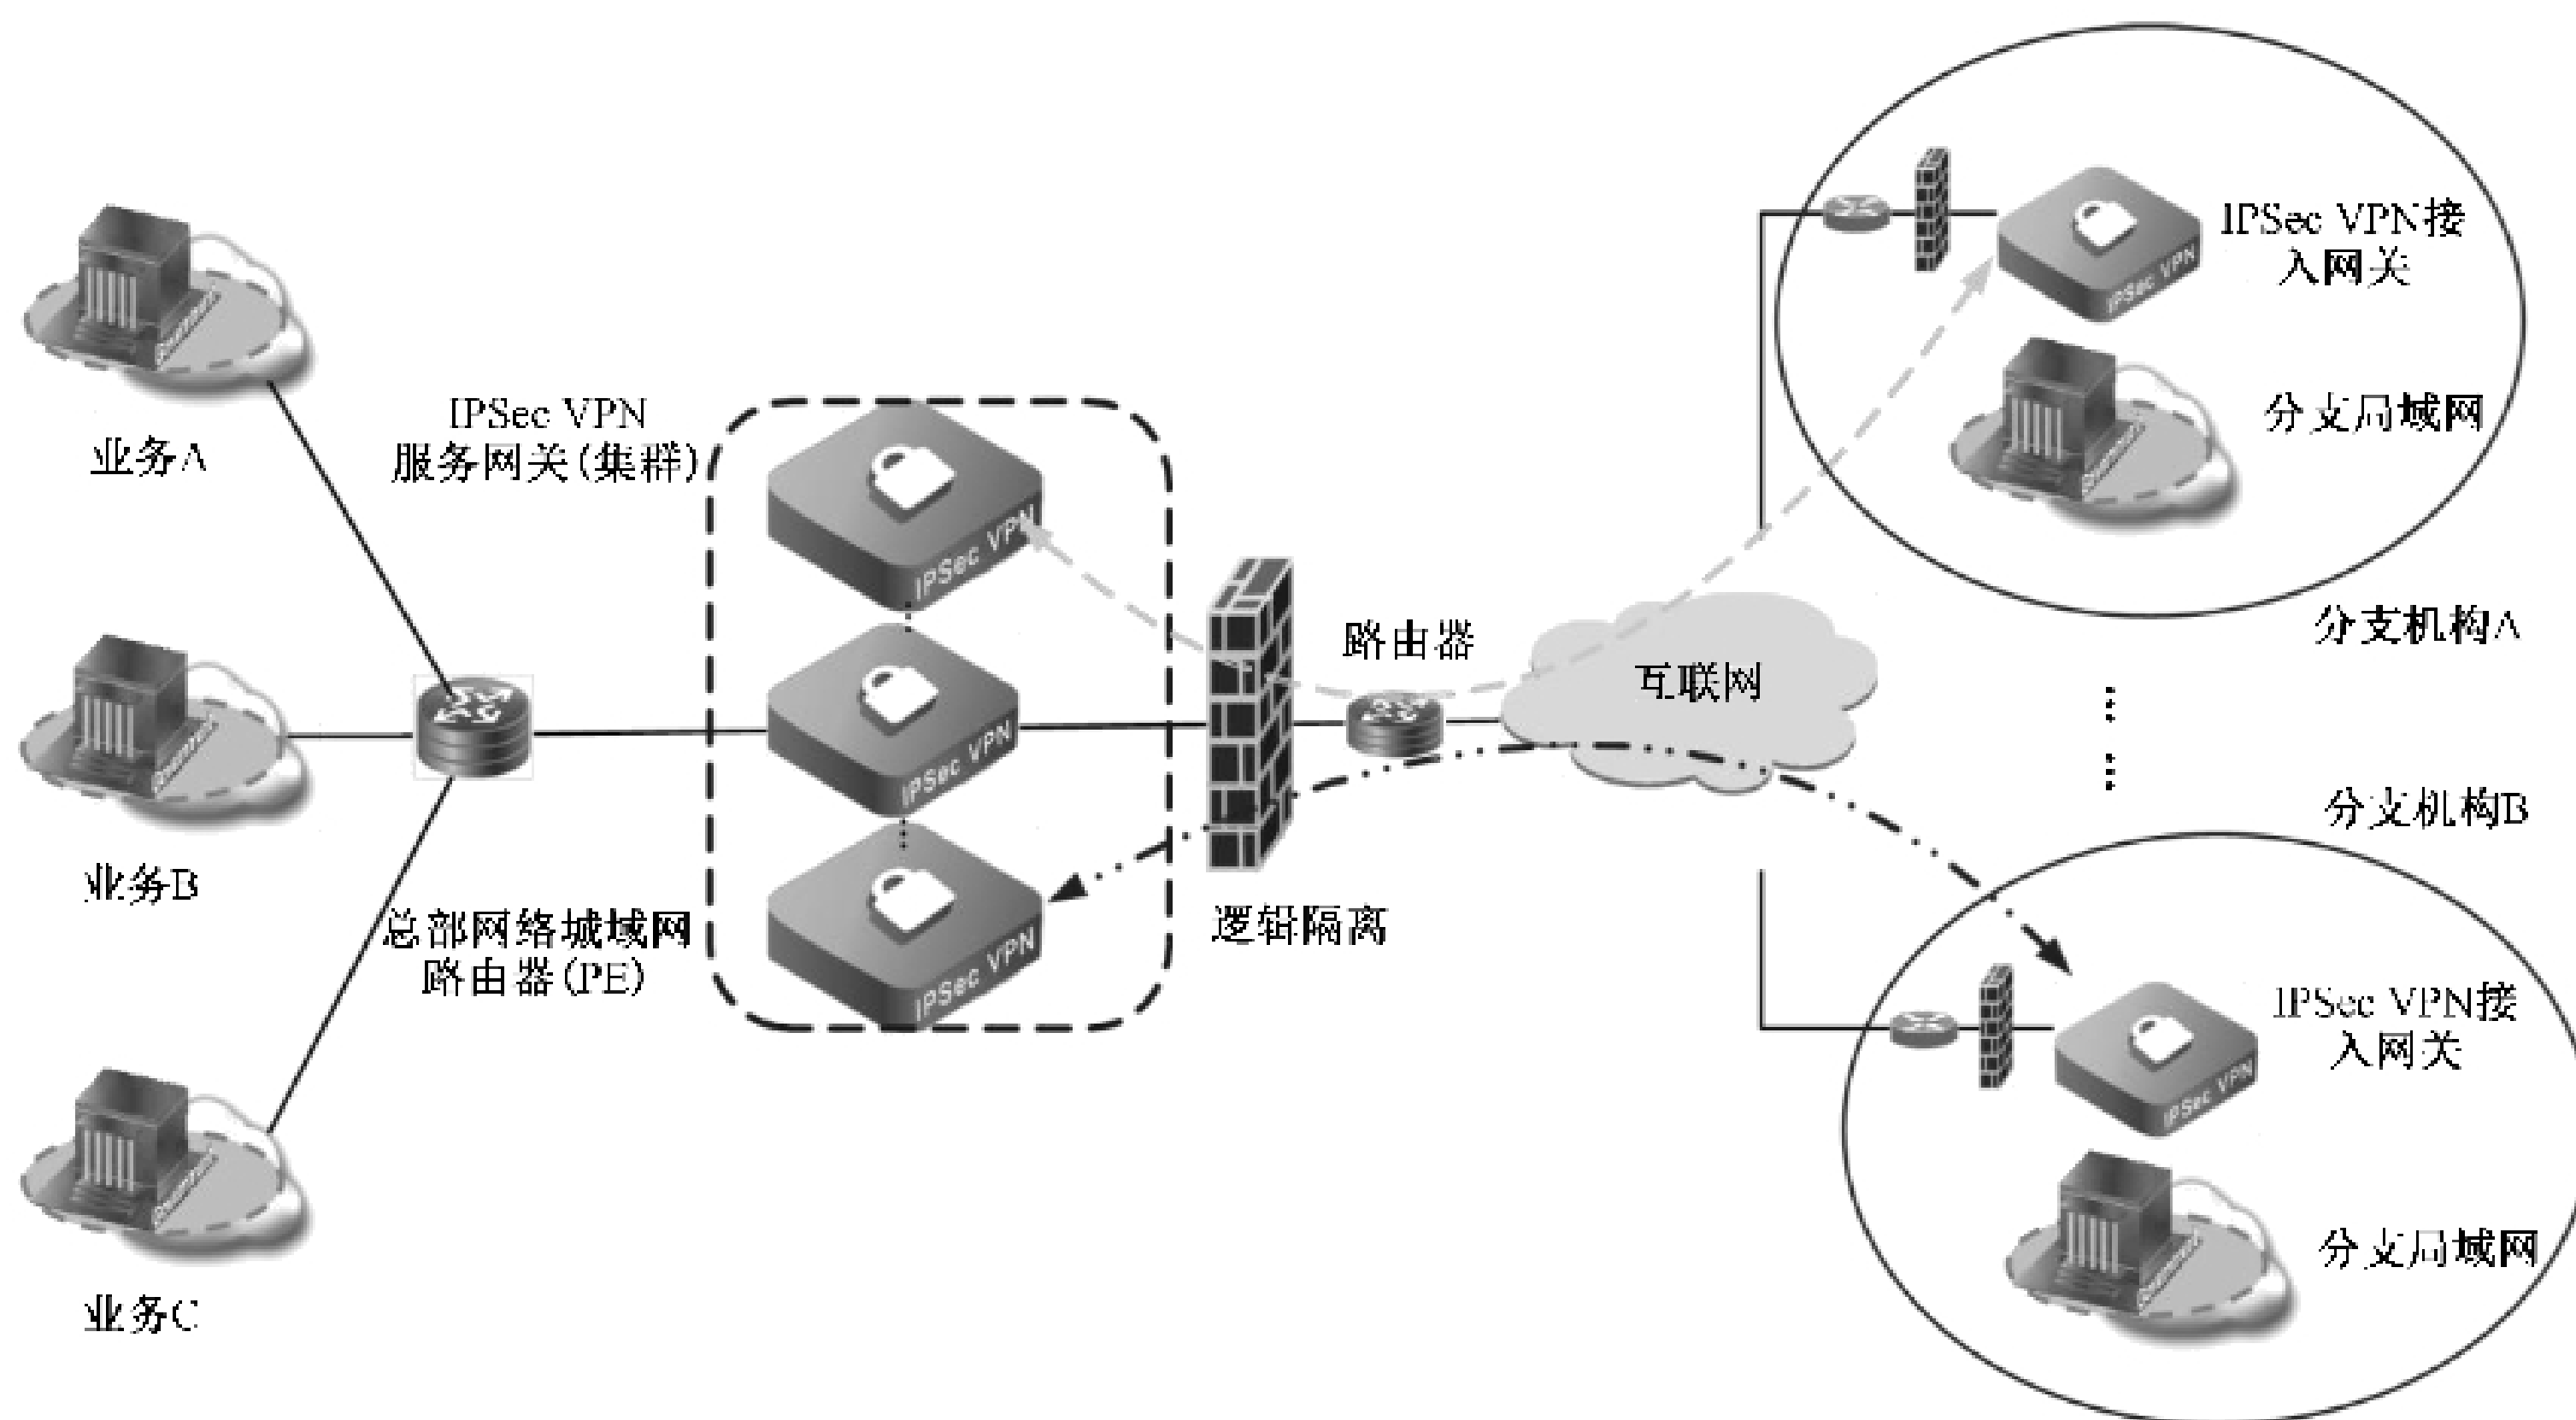 业务A
IPSec VPN
服务网关(集群)
IPSec VPN
IPSec VPN
IPSec VPN
业务B
总部网络城域网
路由器(PE)
业务C
逻辑隔离
路由器
互联网
IPSec VPN
IPSec VPN接
入网关
分支局域网
分支机构A
……
分支机构B
IPSec VPN
IPSec VPN接
入网关
分支局域网